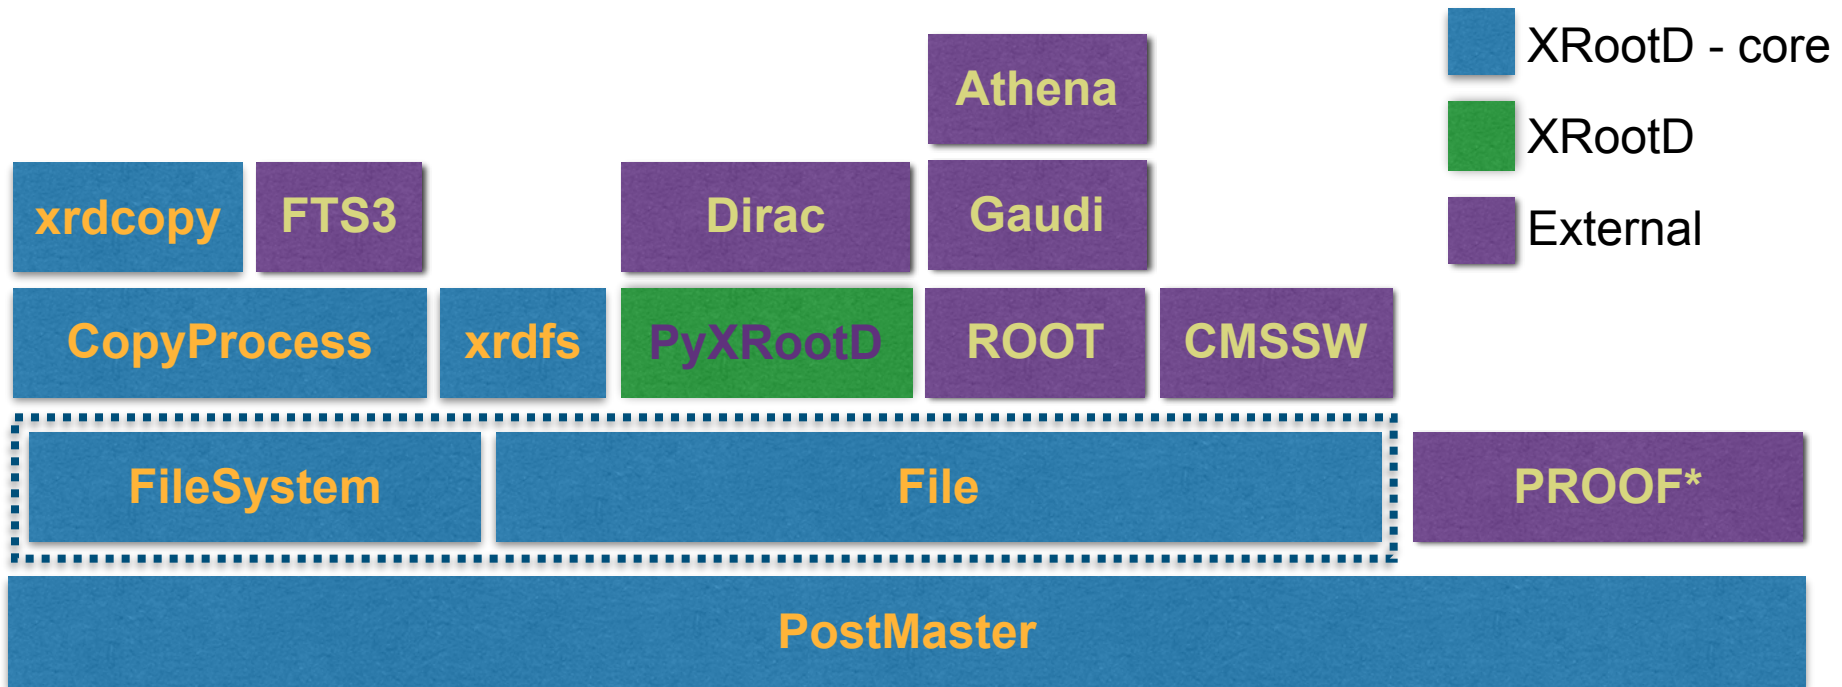 XRootD - core
Athena
XRootD
xrdcopy
FTS3
Dirac
Gaudi
External
CopyProcess
xrdfs
PyXRootD
ROOT
CMSSW
FileSystem
File
PROOF*
PostMaster